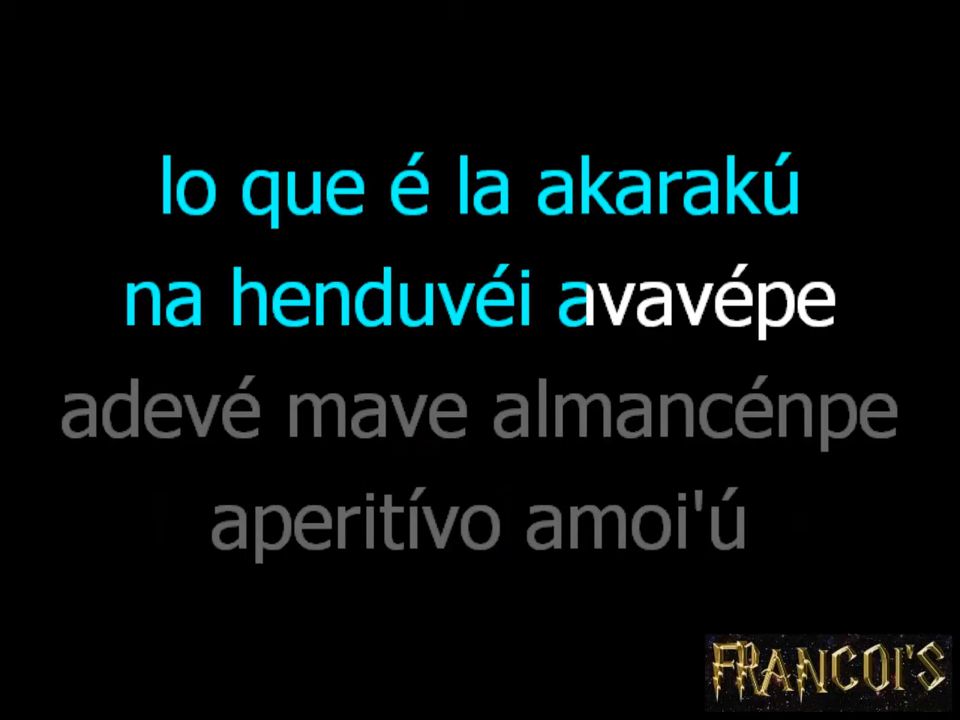 lo que é la akarakú
na henduvéi avavépe
adevé mave almancénpe
aperitívo amoi'ú
FRANCOI'S